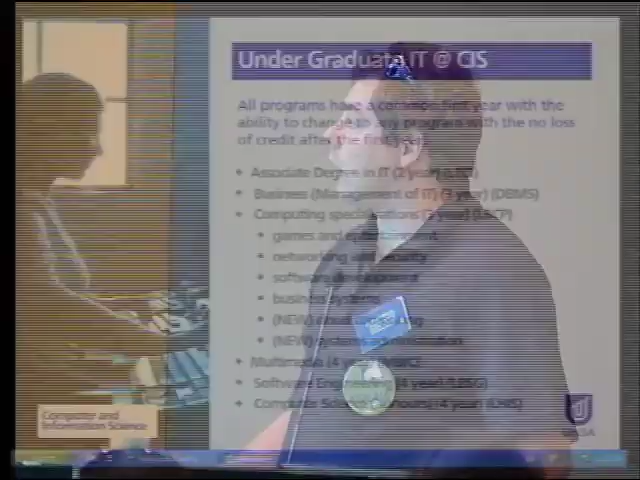 Under Graduate IT @ CIS
All programs have a common first year with the
ability to change to any program with the no loss
of credit after the first year
Associate Degree in IT (2 year)
Business (Management of IT) (3 year) (DBMS)
Computing specialisations (3 year)
games and entertainment
networking and security
software development
business systems
(NEW) cloud computing
(NEW) systems administration
Multimedia (4 year)
Software Engineering (4 year) (LBSG)
Computer Science Honours (4 year)
Computer and
Information Science